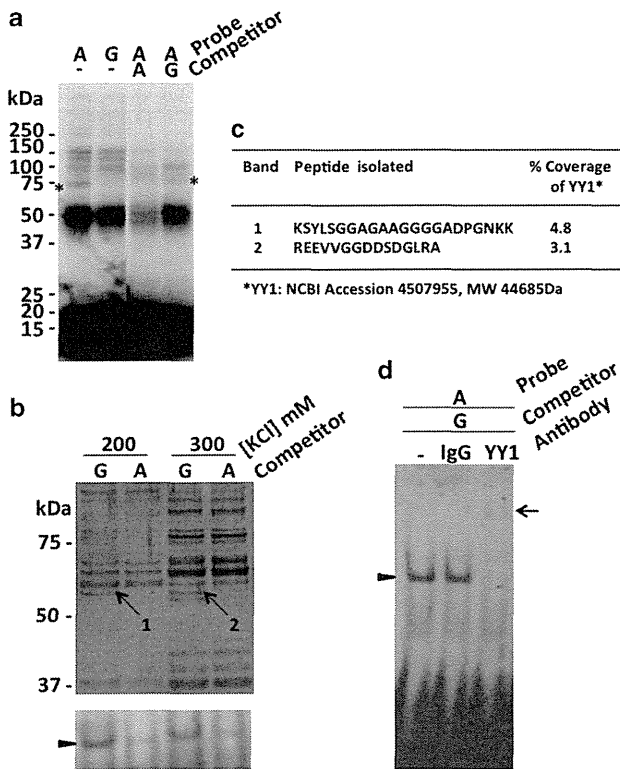 a
A G A A Probe
- - A G Competitor
kDa
250 -
150 -
100 -
75 -
*
*
50 -
37 -
25 -
20 -
15 -
c
Band Peptide isolated % Coverage
of YY1*
1 KSYLSGGAGAAGGGGADPGNKK 4.8
2 REEVVGGDDSDGLRA 3.1
*YY1: NCBI Accession 4507955, MW 44685Da
b
200 300 [KCl] mM
G A G A Competitor
kDa
75 -
50 -
1
2
37 -
d
A Probe
G Competitor
- IgG YY1 Antibody